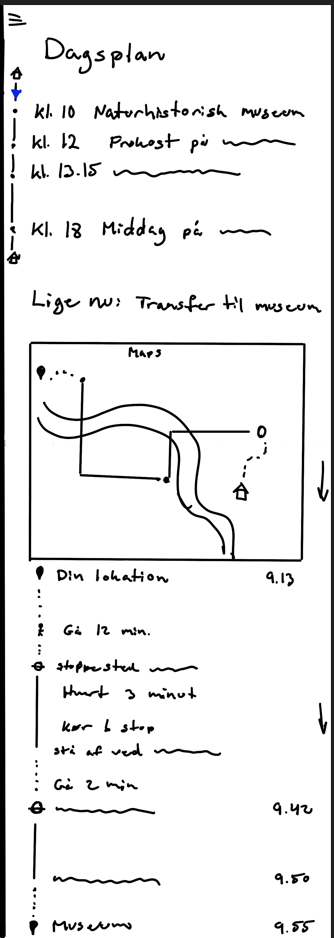 Dagsplan
kl. 10 Naturhistorisk museum
kl. 12 Frokost på
kl. 13.15
kl. 18 Middag på
Lige nu: Transfer til museum
Maps
Din lokation 9.13
Gå 12 min.
stoppested
Hvert 3 minut
kør 6 stop
stå af ved
Gå 2 min
9.42
9.50
Museum 9.55